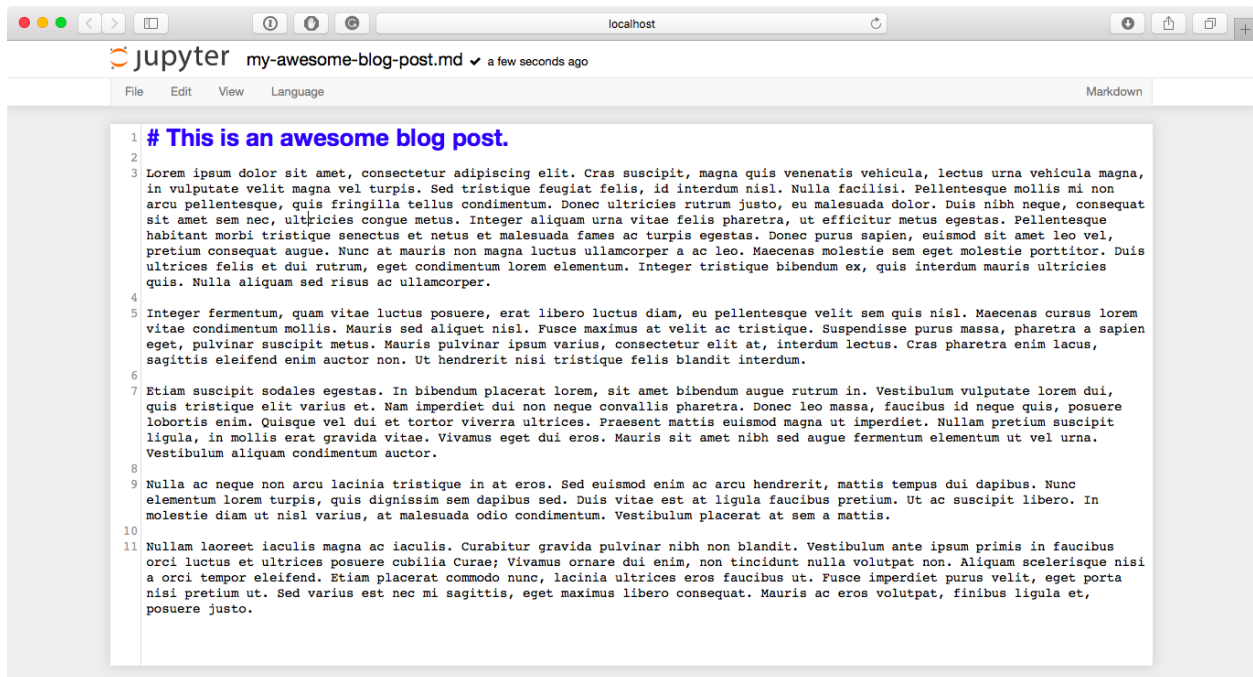 localhost
jupyter my-awesome-blog-post.md ✔ a few seconds ago
File Edit View Language Markdown
1 # This is an awesome blog post.
2
3 Lorem ipsum dolor sit amet, consectetur adipiscing elit. Cras suscipit, magna quis venenatis vehicula, lectus urna vehicula magna,
in vulputate velit magna vel turpis. Sed tristique feugiat felis, id interdum nisl. Nulla facilisi. Pellentesque mollis mi non
arcu pellentesque, quis fringilla tellus condimentum. Donec ultricies rutrum justo, eu malesuada dolor. Duis nibh neque, consequat
sit amet sem nec, ultricies congue metus. Integer aliquam urna vitae felis pharetra, ut efficitur metus egestas. Pellentesque
habitant morbi tristique senectus et netus et malesuada fames ac turpis egestas. Donec purus sapien, euismod sit amet leo vel,
pretium consequat augue. Nunc at mauris non magna luctus ullamcorper a ac leo. Maecenas molestie sem eget molestie porttitor. Duis
ultrices felis et dui rutrum, eget condimentum lorem elementum. Integer tristique bibendum ex, quis interdum mauris ultricies
quis. Nulla aliquam sed risus ac ullamcorper.
4
5 Integer fermentum, quam vitae luctus posuere, erat libero luctus diam, eu pellentesque velit sem quis nisl. Maecenas cursus lorem
vitae condimentum mollis. Mauris sed aliquet nisl. Fusce maximus at velit ac tristique. Suspendisse purus massa, pharetra a sapien
eget, pulvinar suscipit metus. Mauris pulvinar ipsum varius, consectetur elit at, interdum lectus. Cras pharetra enim lacus,
sagittis eleifend enim auctor non. Ut hendrerit nisi tristique felis blandit interdum.
6
7 Etiam suscipit sodales egestas. In bibendum placerat lorem, sit amet bibendum augue rutrum in. Vestibulum vulputate lorem dui,
quis tristique elit varius et. Nam imperdiet dui non neque convallis pharetra. Donec leo massa, faucibus id neque quis, posuere
lobortis enim. Quisque vel dui et tortor viverra ultrices. Praesent mattis euismod magna ut imperdiet. Nullam pretium suscipit
ligula, in mollis erat gravida vitae. Vivamus eget dui eros. Mauris sit amet nibh sed augue fermentum elementum ut vel urna.
Vestibulum aliquam condimentum auctor.
8
9 Nulla ac neque non arcu lacinia tristique in at eros. Sed euismod enim ac arcu hendrerit, mattis tempus dui dapibus. Nunc
elementum lorem turpis, quis dignissim sem dapibus sed. Duis vitae est at ligula faucibus pretium. Ut ac suscipit libero. In
molestie diam ut nisl varius, at malesuada odio condimentum. Vestibulum placerat at sem a mattis.
10
11 Nullam laoreet iaculis magna ac iaculis. Curabitur gravida pulvinar nibh non blandit. Vestibulum ante ipsum primis in faucibus
orci luctus et ultrices posuere cubilia Curae; Vivamus ornare dui enim, non tincidunt nulla volutpat non. Aliquam scelerisque nisi
a orci tempor eleifend. Etiam placerat commodo nunc, lacinia ultrices eros faucibus ut. Fusce imperdiet purus velit, eget porta
nisi pretium ut. Sed varius est nec mi sagittis, eget maximus libero consequat. Mauris ac eros volutpat, finibus ligula et,
posuere justo.